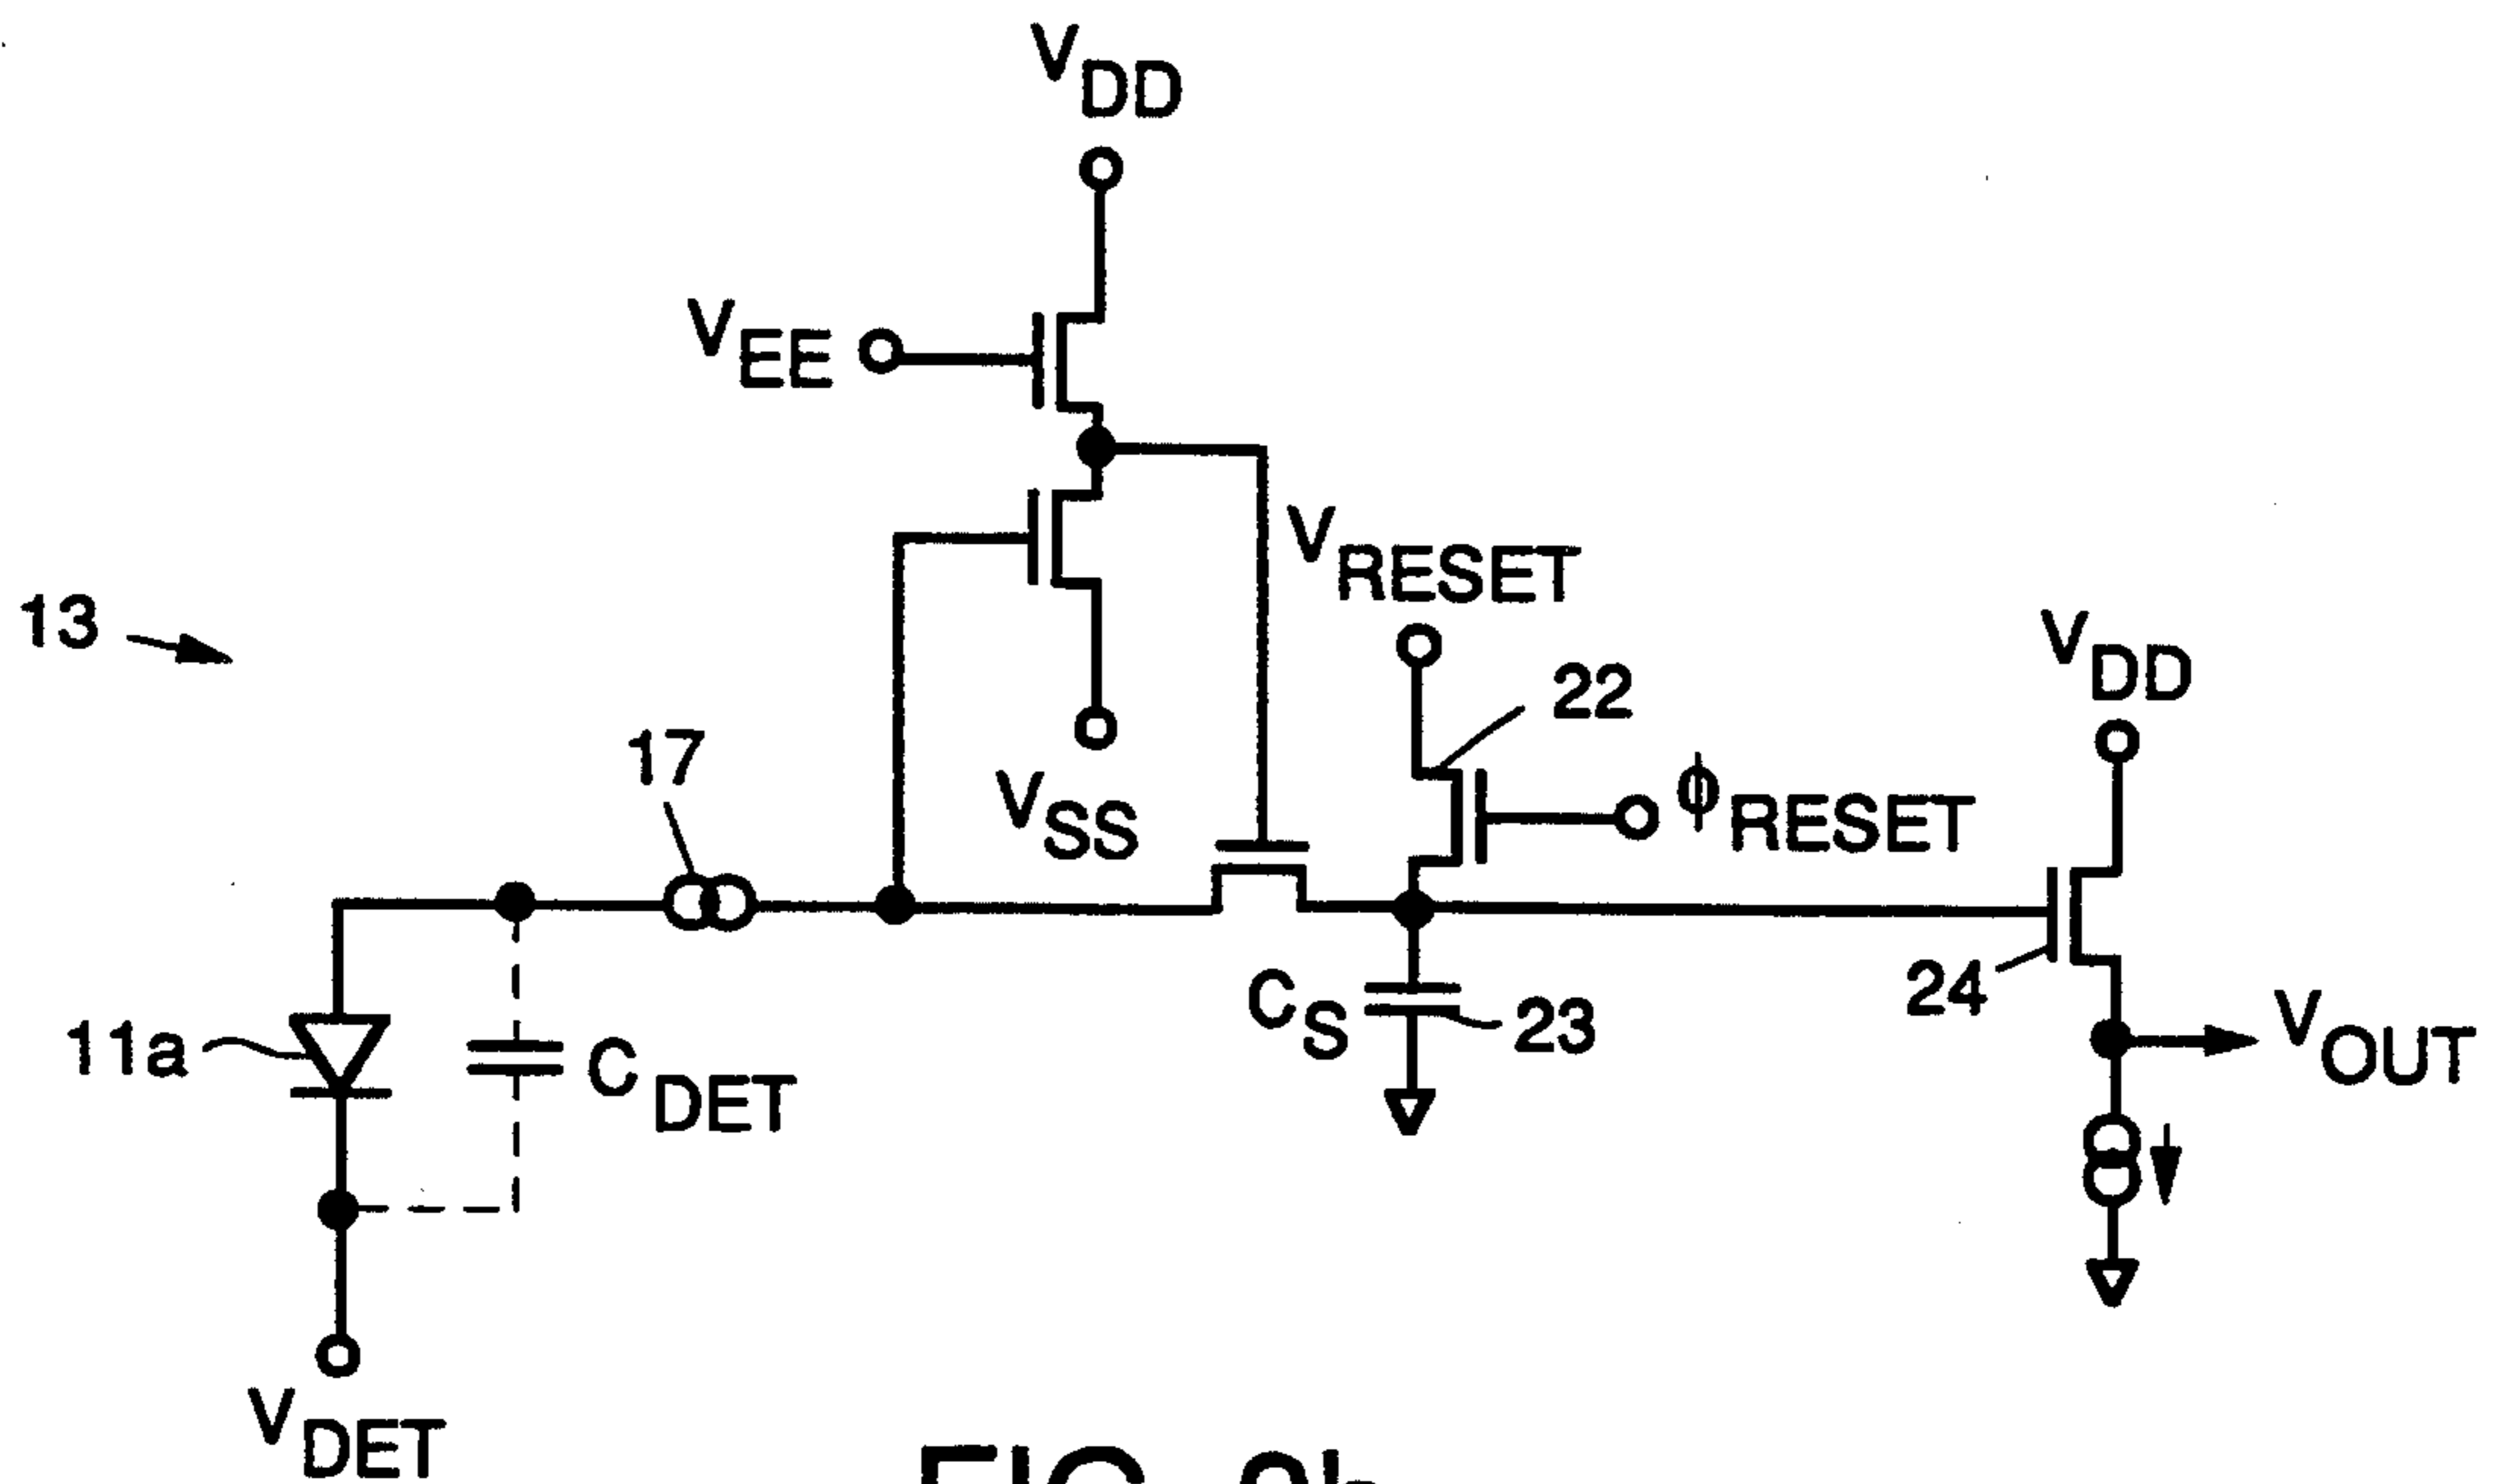 VDD
VEE
VRESET
13
22
VDD
17
VSS
ϕRESET
11a
CDET
CS
23
24
VOUT
VDET